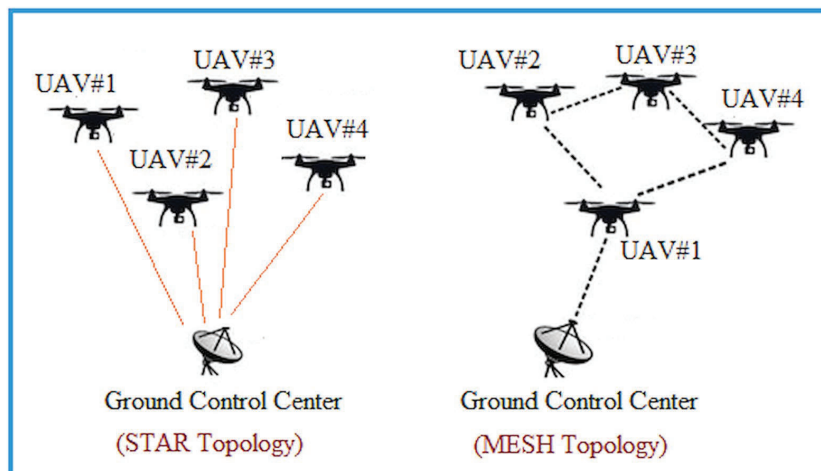 UAV#1
UAV#2
UAV#3
UAV#4
Ground Control Center
(STAR Topology)
UAV#2
UAV#3
UAV#4
UAV#1
Ground Control Center
(MESH Topology)